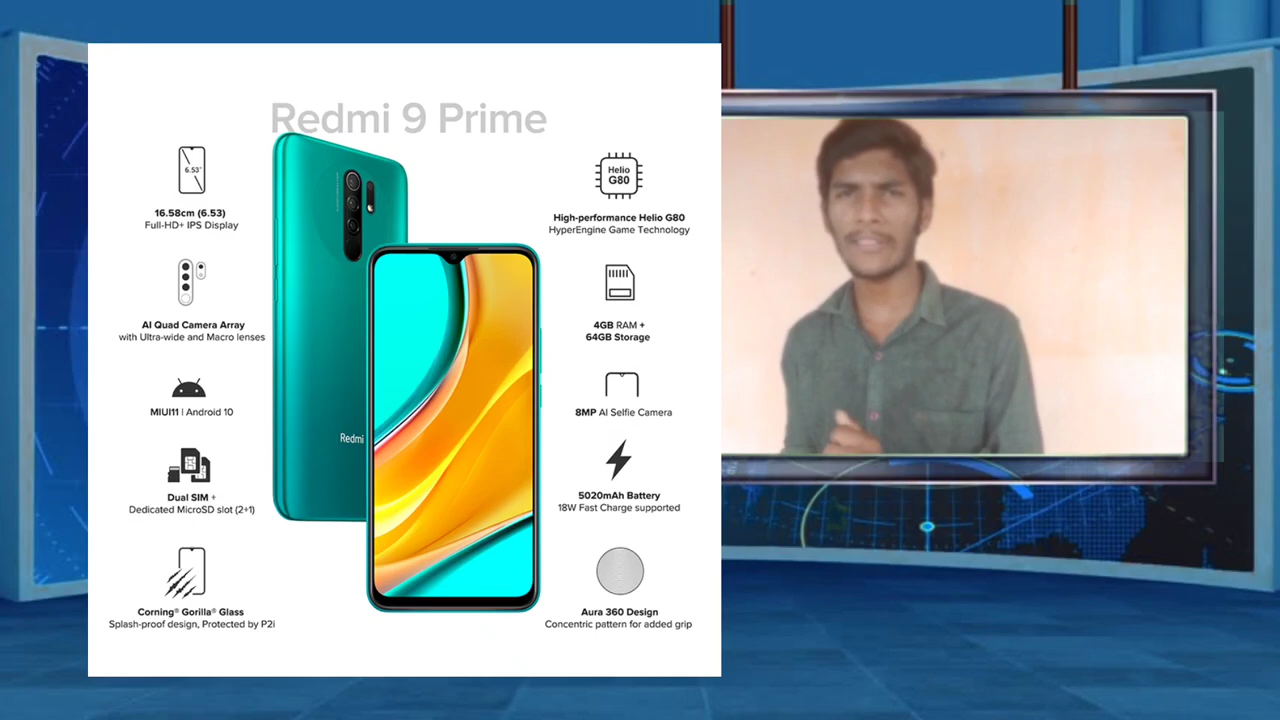 Redmi 9 Prime
6.53"
16.58cm (6.53)
Full-HD+ IPS Display
AI Quad Camera Array
with Ultra-wide and Macro lenses
MIUI11 | Android 10
Dual SIM +
Dedicated MicroSD slot (2+1)
Corning® Gorilla® Glass
Splash-proof design, Protected by P2i
Redmi
Helio
G80
High-performance Helio G80
HyperEngine Game Technology
4GB RAM +
64GB Storage
8MP AI Selfie Camera
5020mAh Battery
18W Fast Charge supported
Aura 360 Design
Concentric pattern for added grip